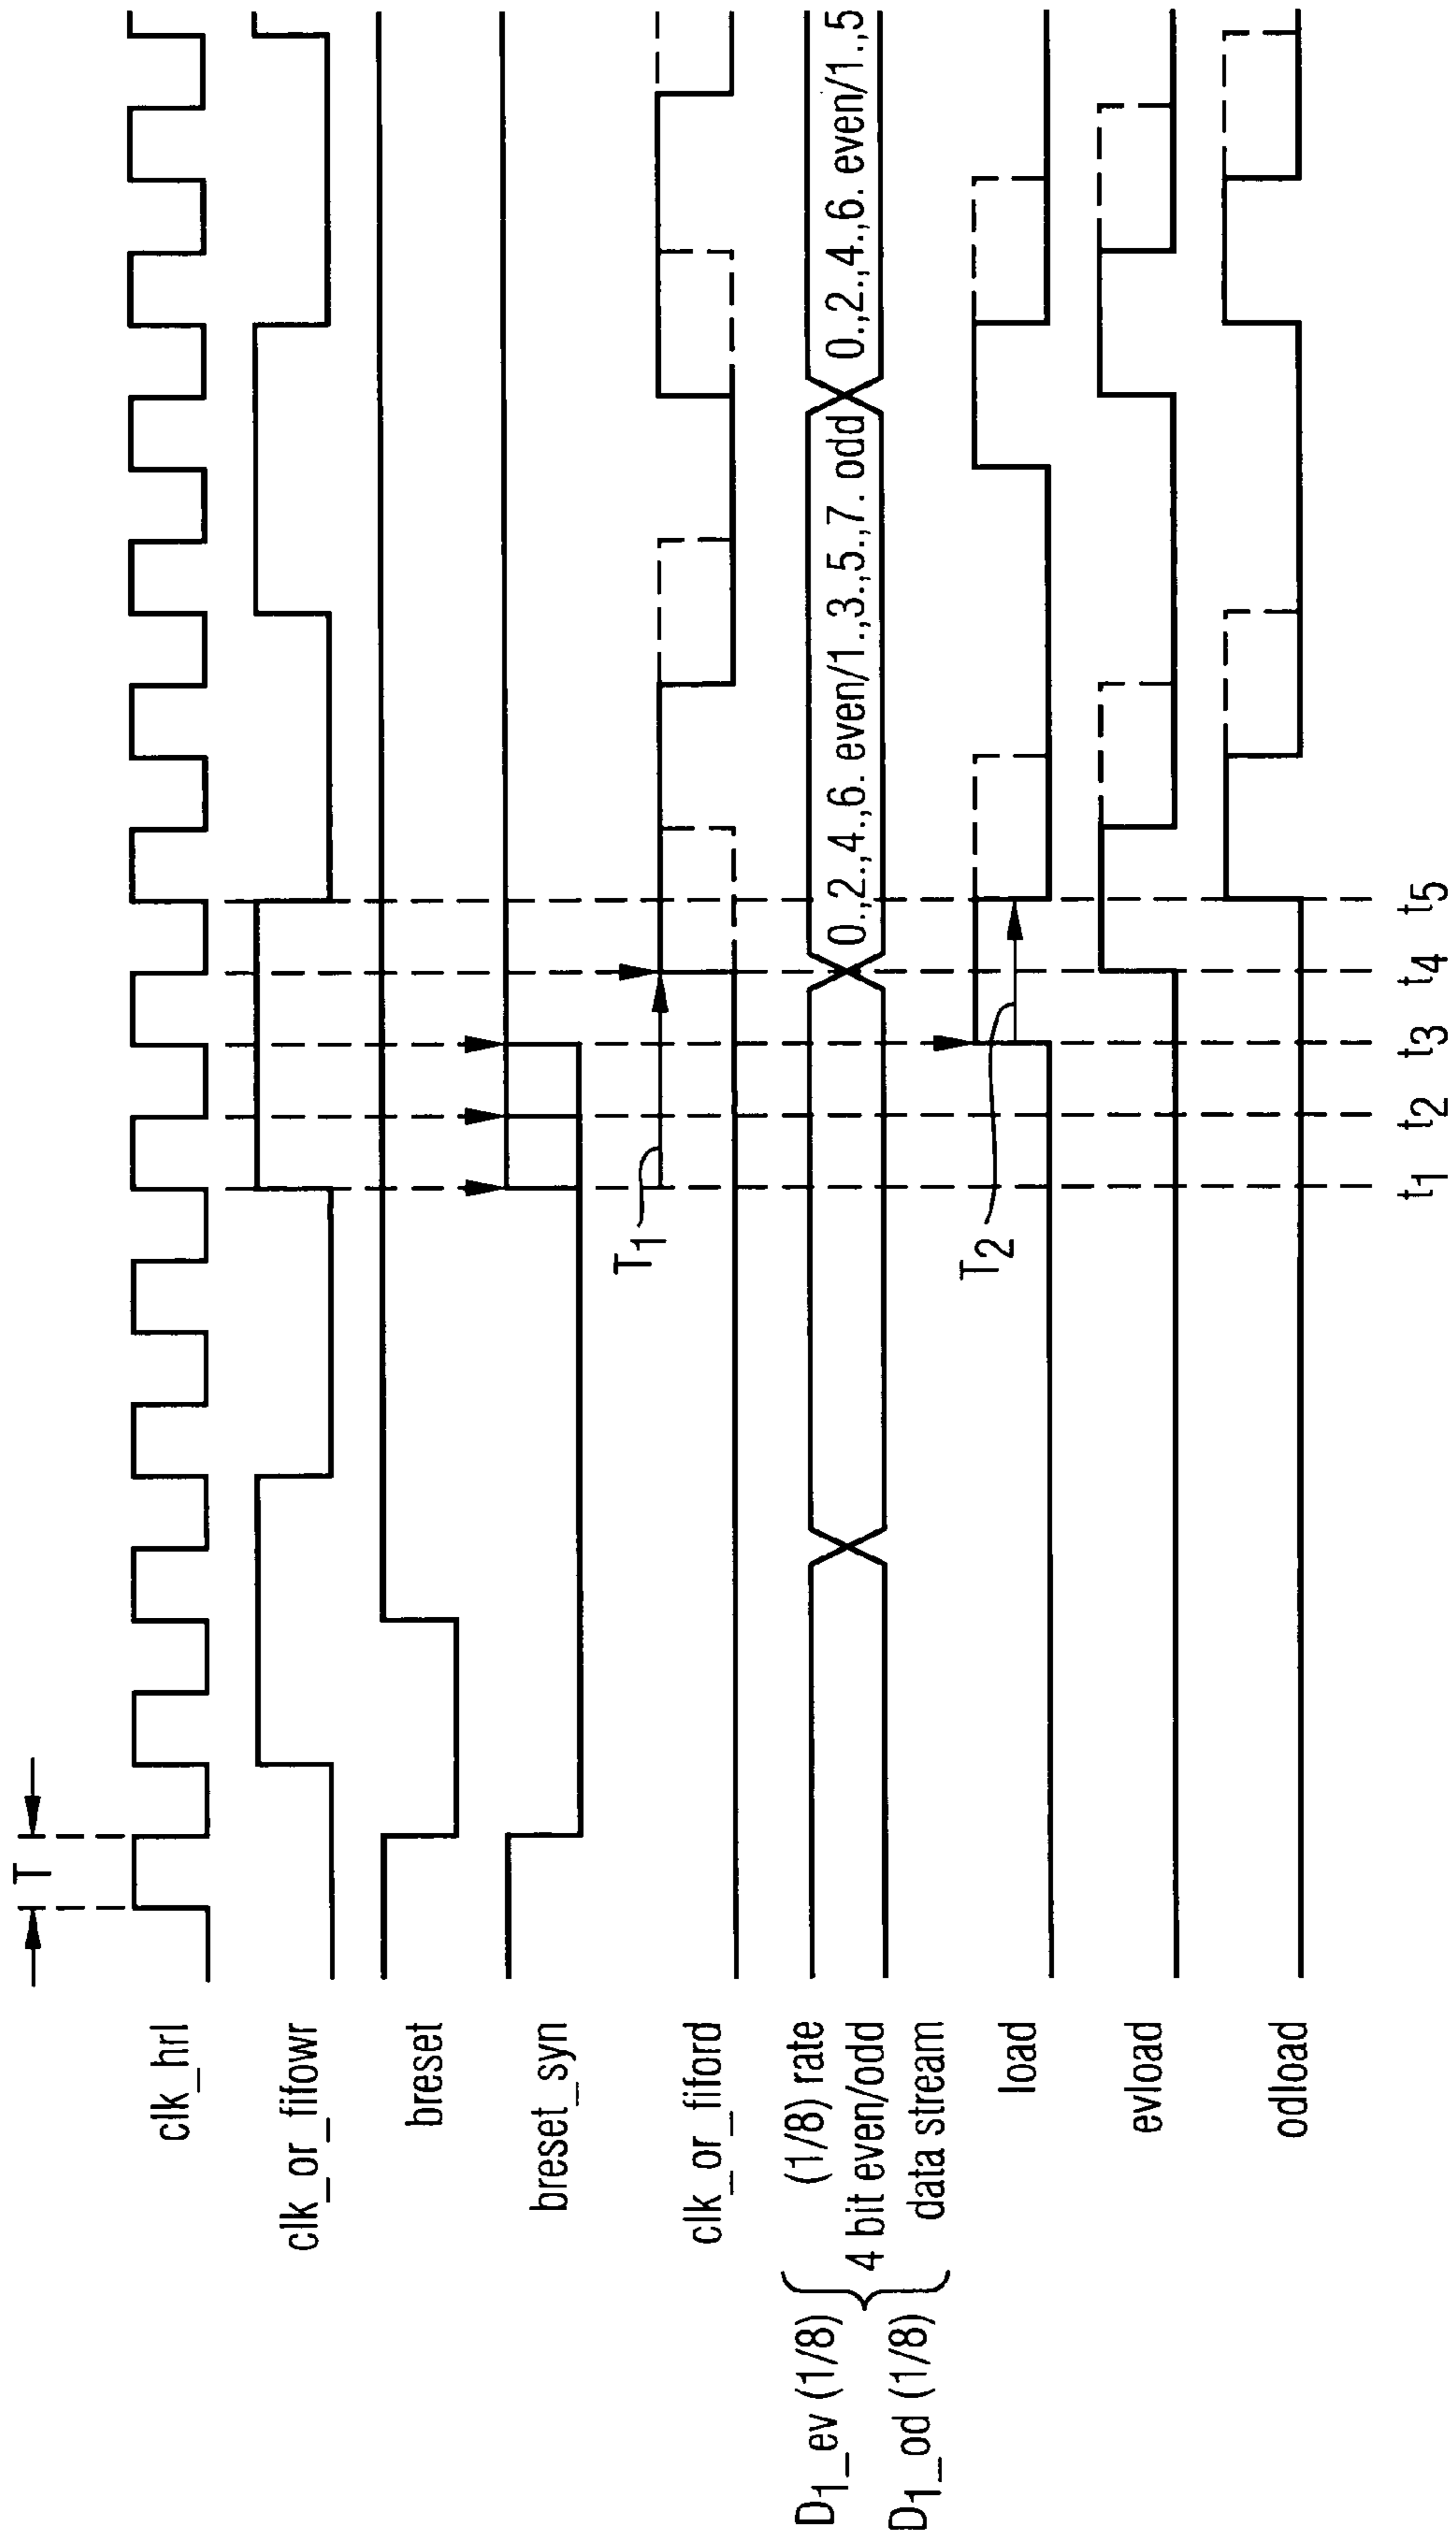 T
clk_hrl
clk_or_fifowr
breset
breset_syn
T1
clk_or_fiford
D1_ev (1/8)
D1_od (1/8)
(1/8) rate
4 bit even/odd
data stream
0.,2.,4.,6. even/1.,3.,5.,7. odd
0.,2.,4.,6. even/1.,5
T2
load
evload
odload
t1 t2 t3 t4 t5